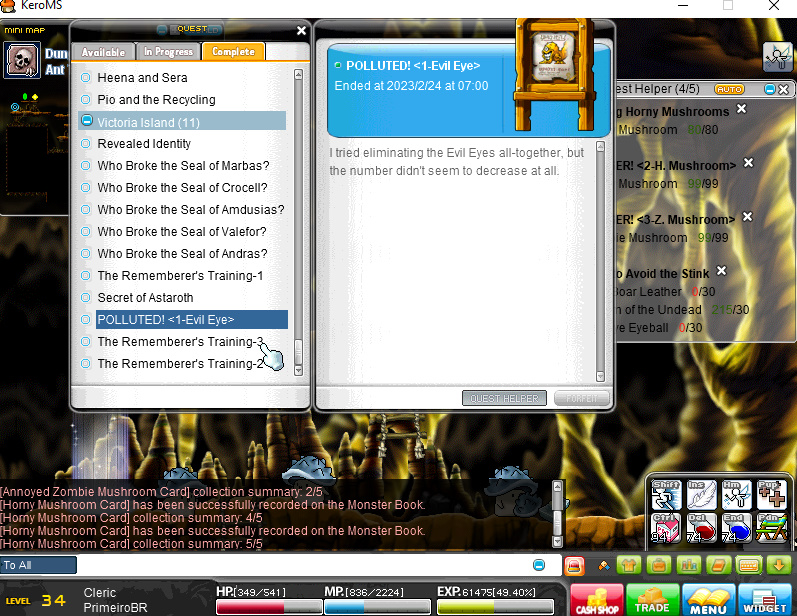 KeroMS
MINI MAP
Dun
Ant
QUEST
Available
In Progress
Complete
Heena and Sera
Pio and the Recycling
Victoria Island (11)
Revealed Identity
Who Broke the Seal of Marbas?
Who Broke the Seal of Crocell?
Who Broke the Seal of Amdusias?
Who Broke the Seal of Valefor?
Who Broke the Seal of Andras?
The Rememberer's Training-1
Secret of Astaroth
POLLUTED! <1-Evil Eye>
The Rememberer's Training-3
The Rememberer's Training-2
POLLUTED! <1-Evil Eye>
Ended at 2023/2/24 at 07:00
I tried eliminating the Evil Eyes all-together, but
the number didn't seem to decrease at all.
QUEST HELPER
FORFEIT
est Helper (4/5)
AUTO
g Horny Mushrooms
Mushroom 80/80
ER! <2-H. Mushroom>
Mushroom 99/99
ER! <3-Z. Mushroom>
ie Mushroom 99/99
o Avoid the Stink
Boar Leather 0/30
n of the Undead 215/30
ve Eyeball 0/30
[Annoyed Zombie Mushroom Card] collection summary: 2/5
[Horny Mushroom Card] has been successfully recorded on the Monster Book.
[Horny Mushroom Card] collection summary: 4/5
[Horny Mushroom Card] has been successfully recorded on the Monster Book.
[Horny Mushroom Card] collection summary: 5/5
Shift
Ins
Hm
Pup
Ctrl
Del
End
Pdn
To All
LEVEL 34
Cleric
PrimeiroBR
HP.[349/541]
MP.[836/2224]
EXP.61475[49.40%]
CASH SHOP
TRADE
MENU
WIDGET